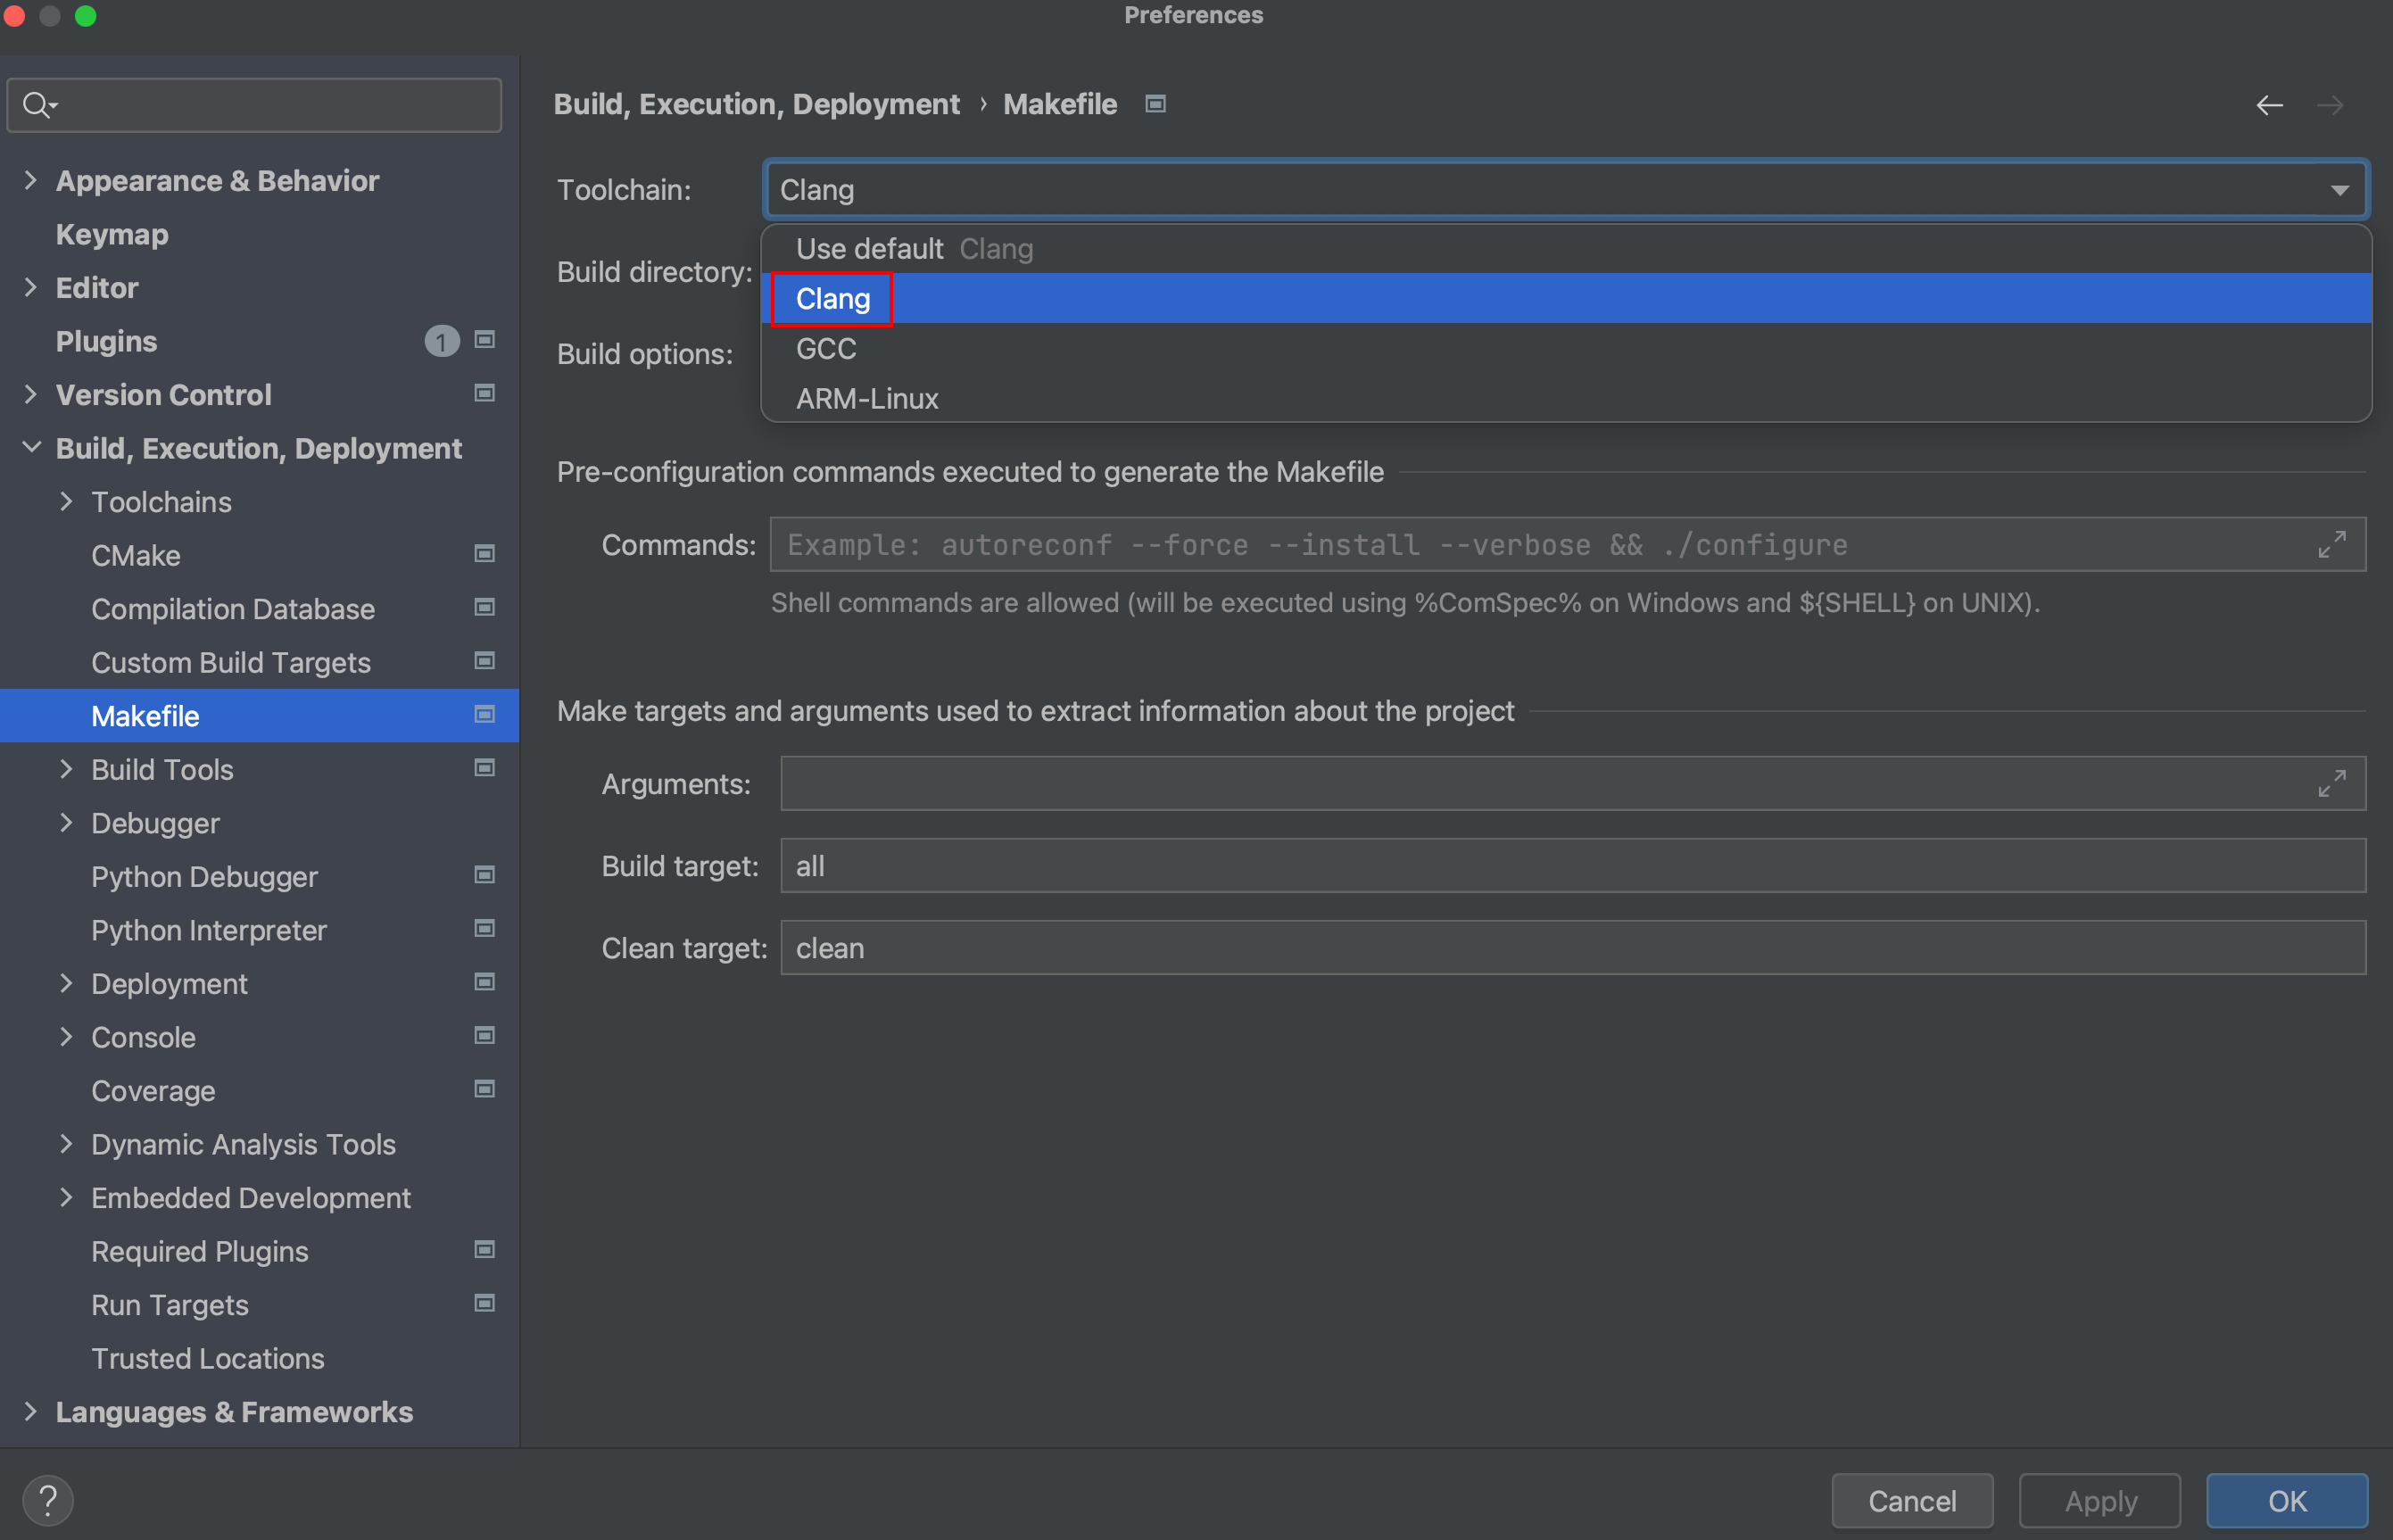 Preferences
Build, Execution, Deployment › Makefile
Appearance & Behavior
Keymap
Editor
Plugins 1
Version Control
Build, Execution, Deployment
Toolchains
CMake
Compilation Database
Custom Build Targets
Makefile
Build Tools
Debugger
Python Debugger
Python Interpreter
Deployment
Console
Coverage
Dynamic Analysis Tools
Embedded Development
Required Plugins
Run Targets
Trusted Locations
Languages & Frameworks
Toolchain: Clang
Use default Clang
Build directory:
Clang
Build options:
GCC
ARM-Linux
Pre-configuration commands executed to generate the Makefile
Commands: Example: autoreconf --force --install --verbose && ./configure
Shell commands are allowed (will be executed using %ComSpec% on Windows and ${SHELL} on UNIX).
Make targets and arguments used to extract information about the project
Arguments:
Build target: all
Clean target: clean
? Cancel Apply OK